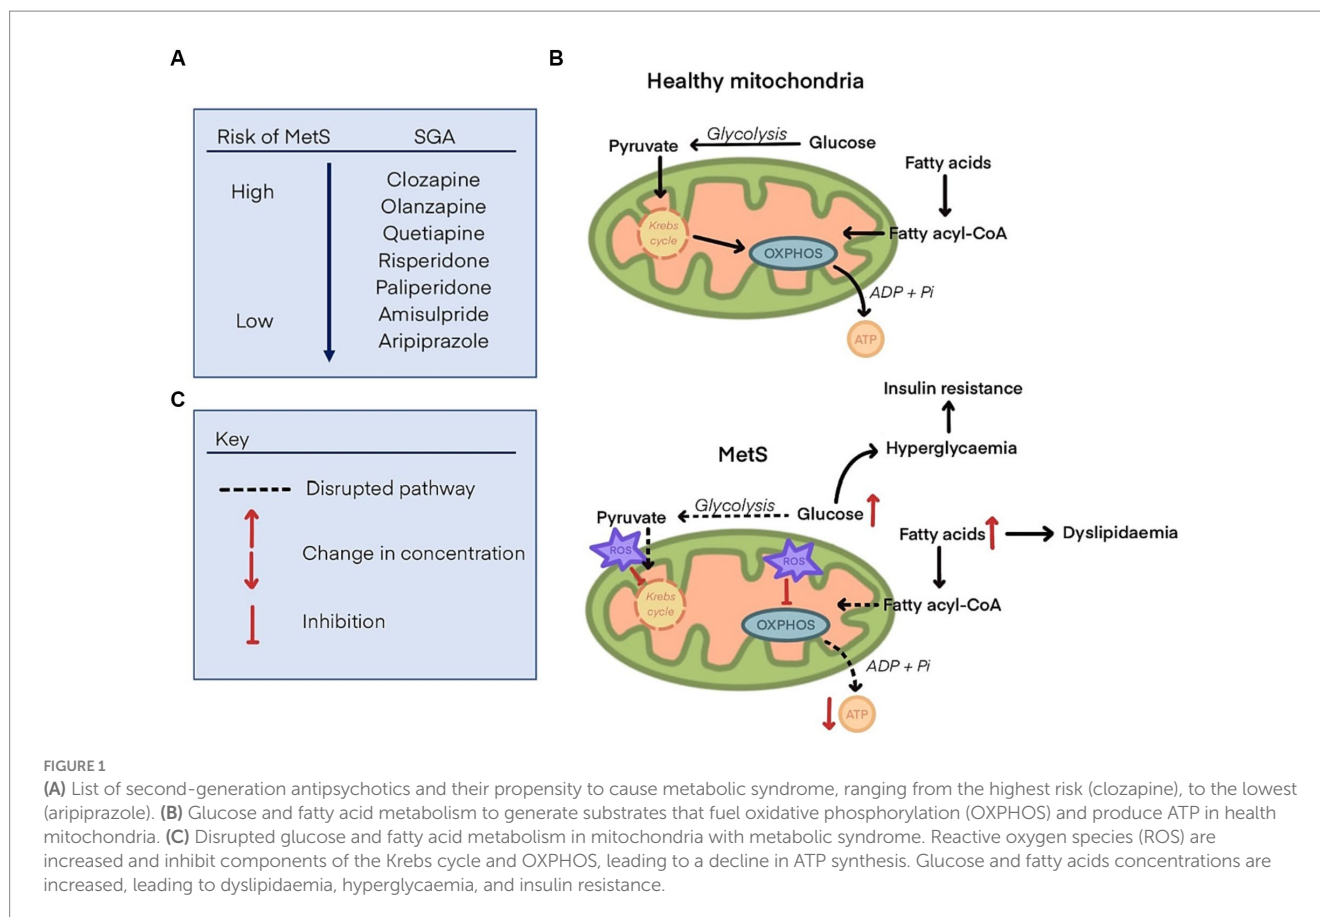 A
Risk of MetS SGA
High
Low
Clozapine
Olanzapine
Quetiapine
Risperidone
Paliperidone
Amisulpride
Aripiprazole
B
Healthy mitochondria
Pyruvate Glycolysis Glucose
Fatty acids
Krebs
cycle
Fatty acyl-CoA
OXPHOS
ADP + Pi
ATP
C
Key
Disrupted pathway
Change in concentration
Inhibition
Insulin resistance
Hyperglycaemia
MetS
Pyruvate Glycolysis Glucose
Fatty acids Dyslipidaemia
ROS
ROS
Krebs
cycle
Fatty acyl-CoA
OXPHOS
ADP + Pi
ATP
FIGURE 1
(A) List of second-generation antipsychotics and their propensity to cause metabolic syndrome, ranging from the highest risk (clozapine), to the lowest
(aripiprazole). (B) Glucose and fatty acid metabolism to generate substrates that fuel oxidative phosphorylation (OXPHOS) and produce ATP in health
mitochondria. (C) Disrupted glucose and fatty acid metabolism in mitochondria with metabolic syndrome. Reactive oxygen species (ROS) are
increased and inhibit components of the Krebs cycle and OXPHOS, leading to a decline in ATP synthesis. Glucose and fatty acids concentrations are
increased, leading to dyslipidaemia, hyperglycaemia, and insulin resistance.